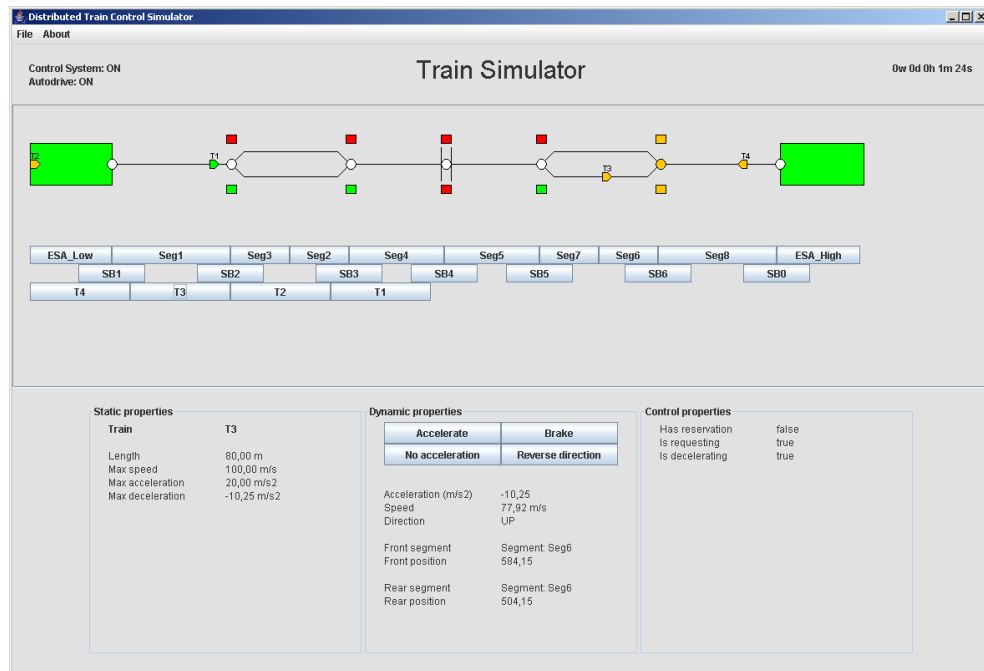 Distributed Train Control Simulator
File About
Control System: ON
Autodrive: ON
Train Simulator
0w 0d 0h 1m 24s
T2
T1
T3
T4
ESA_Low Seg1 Seg3 Seg2 Seg4 Seg5 Seg7 Seg6 Seg8 ESA_High
SB1 SB2 SB3 SB4 SB5 SB6 SB0
T4 T3 T2 T1
Static properties
Train T3
Length 80,00 m
Max speed 100,00 m/s
Max acceleration 20,00 m/s2
Max deceleration -10,25 m/s2
Dynamic properties
Accelerate Brake
No acceleration Reverse direction
Acceleration (m/s2) -10,25
Speed 77,92 m/s
Direction UP
Front segment Segment: Seg6
Front position 584,15
Rear segment Segment: Seg6
Rear position 504,15
Control properties
Has reservation false
Is requesting true
Is decelerating true